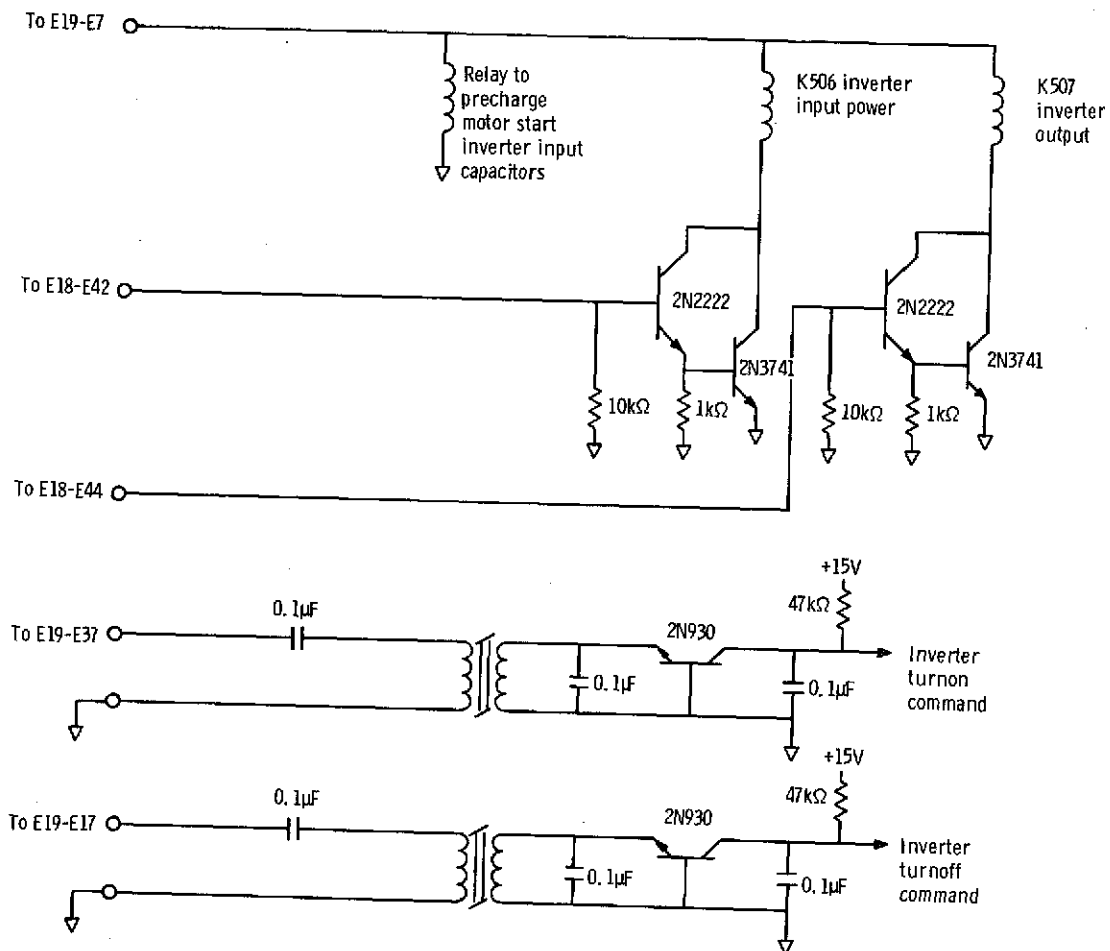 To E19-E7
Relay to
precharge
motor start
inverter input
capacitors
K506 inverter
input power
K507
inverter
output
To E18-E42
2N2222
2N3741
10kΩ
1kΩ
2N2222
2N3741
10kΩ
1kΩ
To E18-E44
+15V
47kΩ
0.1μF
To E19-E37
2N930
0.1μF
0.1μF
Inverter
turnon
command
+15V
47kΩ
0.1μF
To E19-E17
2N930
0.1μF
0.1μF
Inverter
turnoff
command